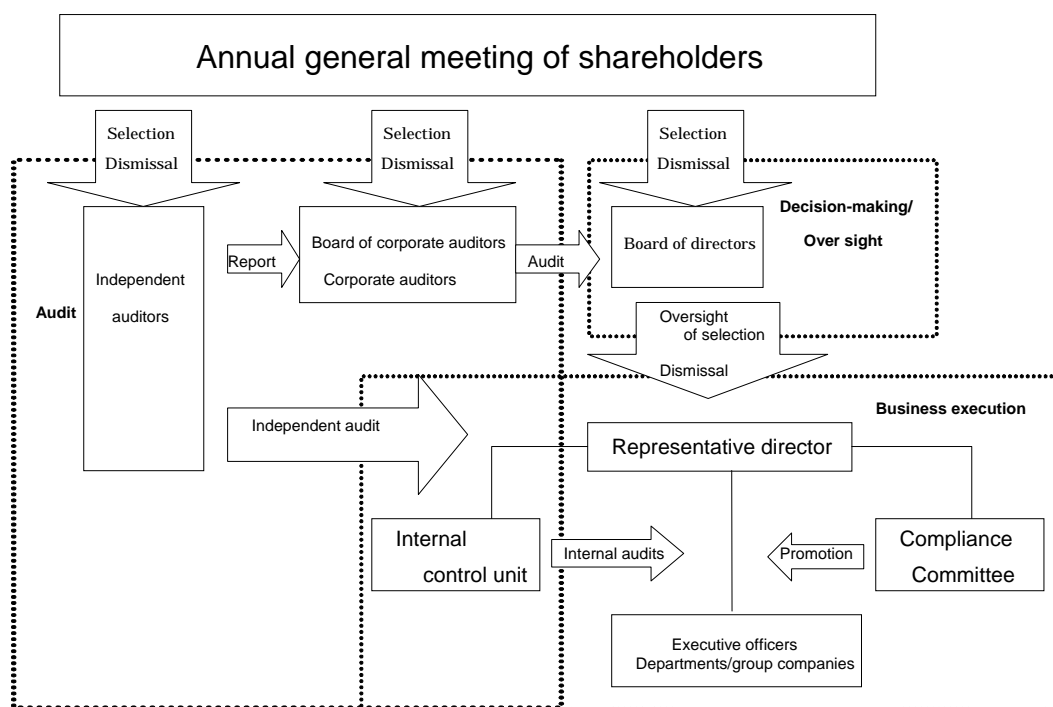 Annual general meeting of shareholders
Selection
Dismissal
Selection
Dismissal
Selection
Dismissal
Decision-making/
Over sight
Board of directors
Board of corporate auditors
Corporate auditors
Report
Audit
Independent
auditors
Audit
Oversight
of selection
Dismissal
Business execution
Independent audit
Representative director
Internal
control unit
Internal audits
Promotion
Compliance
Committee
Executive officers
Departments/group companies